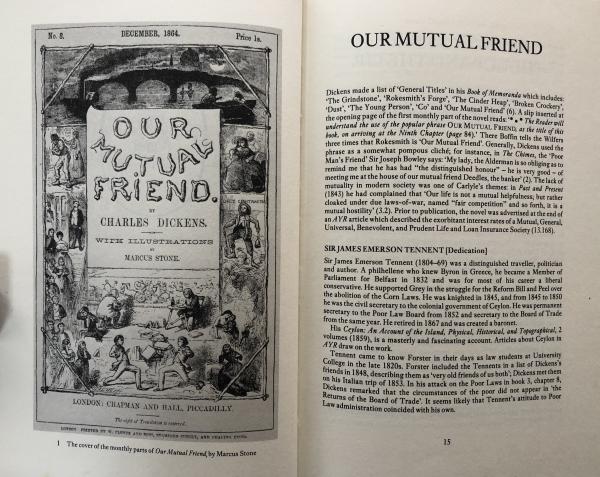 No. 8.
DECEMBER, 1864.
Price 1s.
OUR
MUTUAL
FRIEND.
BY
CHARLES DICKENS.
WITH ILLUSTRATIONS
BY
MARCUS STONE.
LONDON: CHAPMAN AND HALL, PICCADILLY.
The right of Translation is reserved.
1 The cover of the monthly parts of Our Mutual Friend, by Marcus Stone
OUR MUTUAL FRIEND
Dickens made a list of ‘General Titles’ in his Book of Memoranda which includes:
‘The Grindstone’, ‘Rokesmith’s Forge’, ‘The Cinder Heap’, ‘Broken Crockery’,
‘Dust’, ‘The Young Person’, ‘Co’ and ‘Our Mutual Friend’ (6). A slip inserted at
the opening page of the first monthly part of the novel reads: ‘* * * The Reader will
understand the use of the popular phrase OUR MUTUAL FRIEND, as the title of this
book, on arriving at the Ninth Chapter (page 84).’ There Boffin tells the Wilfers
three times that Rokesmith is ‘Our Mutual Friend’. Generally, Dickens used the
phrase as a somewhat pompous cliché; for instance, in The Chimes, the ‘Poor
Man’s Friend’ Sir Joseph Bowley says: ‘My lady, the Alderman is so obliging as to
remind me that he has had “the distinguished honour” – he is very good – of
meeting me at the house of our mutual friend Deedles, the banker’ (2). The lack of
mutuality in modern society was one of Carlyle’s themes: in Past and Present
(1843) he had complained that ‘Our life is not a mutual helpfulness; but rather
cloaked under due laws-of-war, named “fair competition” and so forth, it is a
mutual hostility’ (3.2). Prior to publication, the novel was advertised at the end of
an AYR article which described the exorbitant interest rates of a Mutual, General,
Universal, Benevolent, and Prudent Life and Loan Insurance Society (13.168).
SIR JAMES EMERSON TENNENT [Dedication]
Sir James Emerson Tennent (1804–69) was a distinguished traveller, politician
and author. A philhellene who knew Byron in Greece, he became a Member of
Parliament for Belfast in 1832 and was for most of his career a liberal
conservative. He supported Grey in the struggle for the Reform Bill and Peel over
the abolition of the Corn Laws. He was knighted in 1845, and from 1845 to 1850
he was the civil secretary to the colonial government of Ceylon. He was permanent
secretary to the Poor Law Board from 1852 and secretary to the Board of Trade
from the same year. He retired in 1867 and was created a baronet.
His Ceylon: An Account of the Island, Physical, Historical, and Topographical, 2
volumes (1859), is a masterly and fascinating account. Articles about Ceylon in
AYR draw on the work.
Tennent came to know Forster in their days as law students at University
College in the late 1820s. Forster included the Tennents in a list of Dickens’s
friends in 1848, describing them as ‘very old friends of us both’; Dickens met them
on his Italian trip of 1853. In his attack on the Poor Laws in book 3, chapter 8,
Dickens remarked that the circumstances of the poor did not appear in ‘the
Returns of the Board of Trade’. It seems likely that Tennent’s attitude to Poor
Law administration coincided with his own.
15